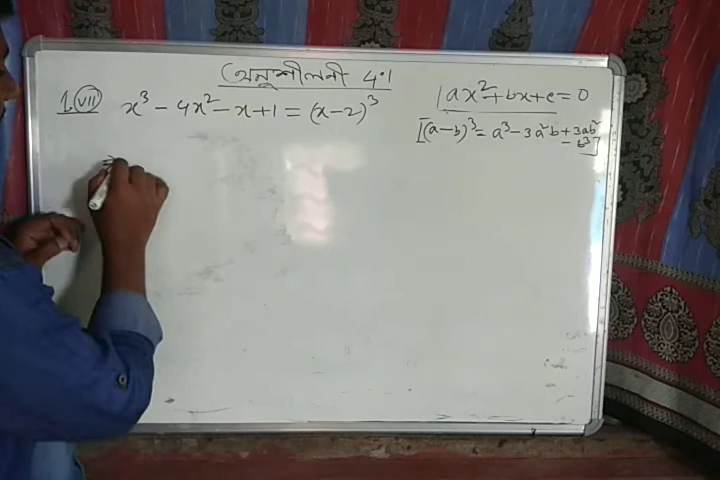 অনুশীলনী 4.1
1. (vii) x³ - 4x² - x + 1 = (x-2)³
ax² + bx + c = 0
[(a-b)³ = a³ - 3a²b + 3ab²
- b³]